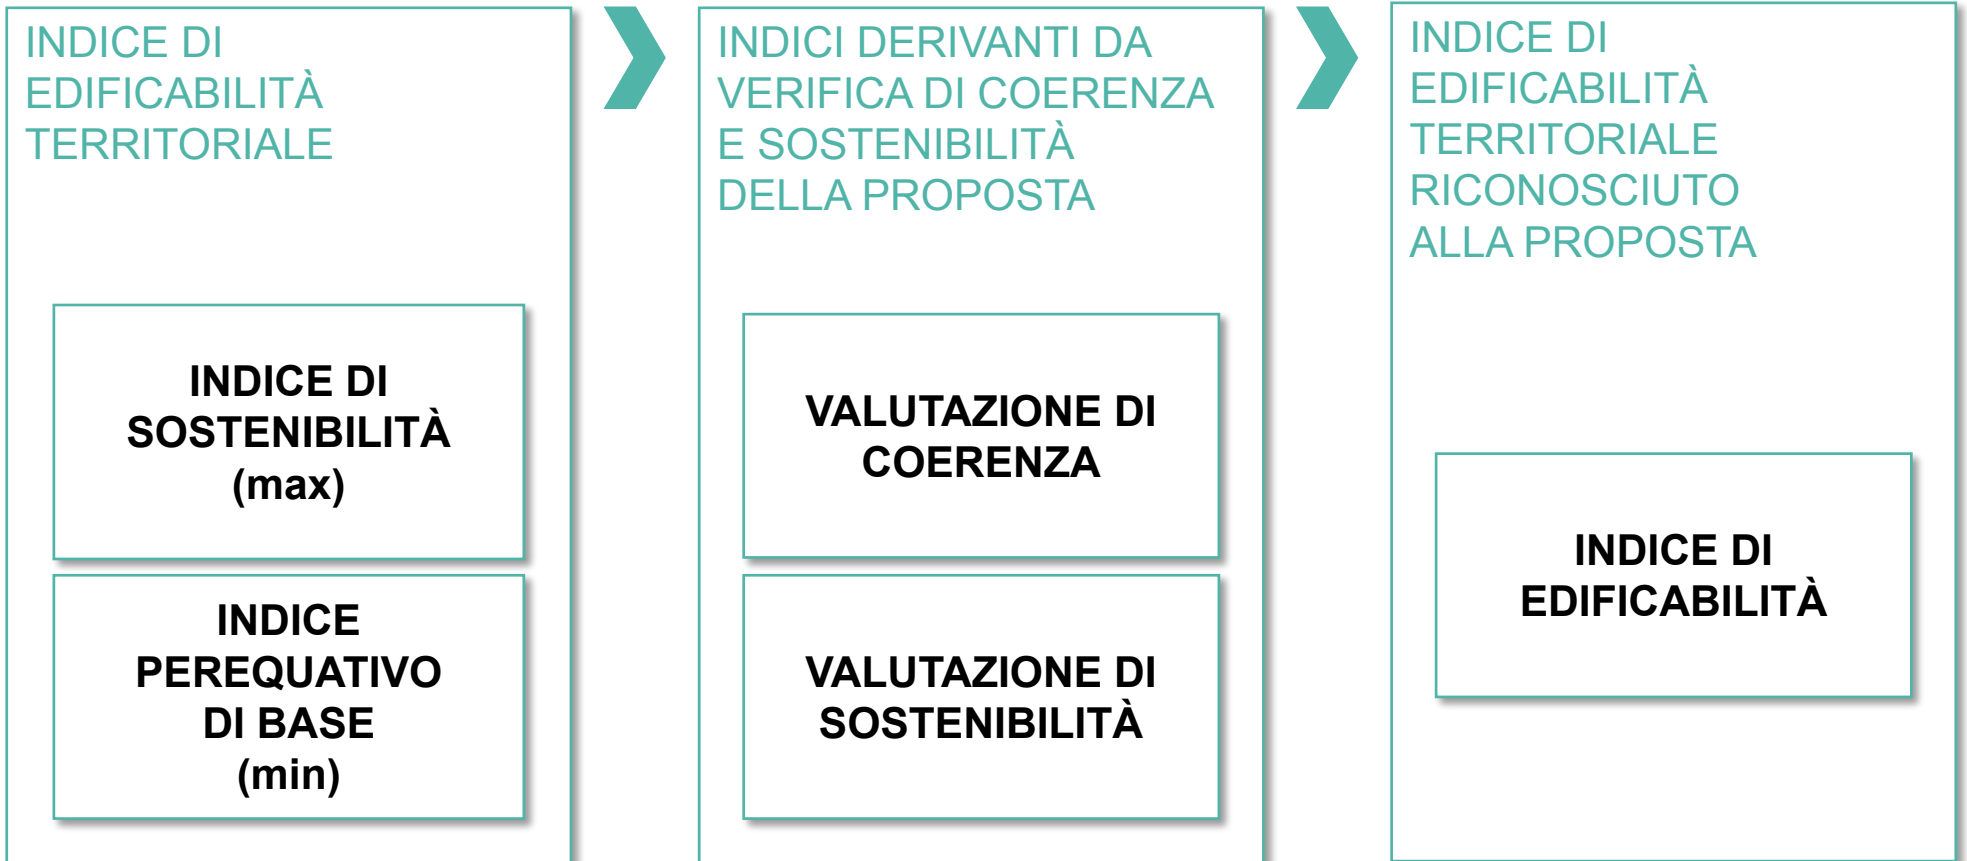 INDICE DI
EDIFICABILITÀ
TERRITORIALE
INDICE DI
SOSTENIBILITÀ
(max)
INDICE
PEREQUATIVO
DI BASE
(min)
INDICI DERIVANTI DA
VERIFICA DI COERENZA
E SOSTENIBILITÀ
DELLA PROPOSTA
VALUTAZIONE DI
COERENZA
VALUTAZIONE DI
SOSTENIBILITÀ
INDICE DI
EDIFICABILITÀ
TERRITORIALE
RICONOSCIUTO
ALLA PROPOSTA
INDICE DI
EDIFICABILITÀ